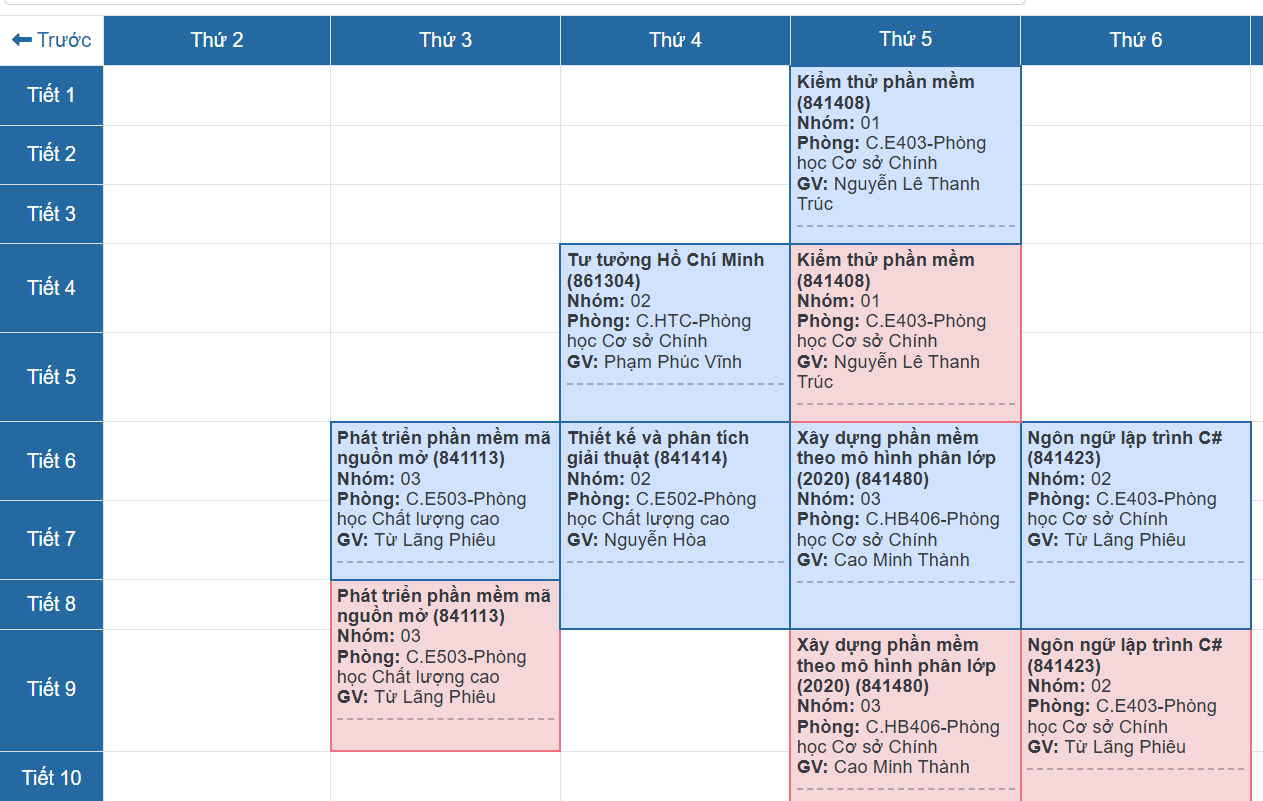 Trước
Thứ 2
Thứ 3
Thứ 4
Thứ 5
Thứ 6
Tiết 1
Kiểm thử phần mềm
(841408)
Nhóm: 01
Phòng: C.E403-Phòng
học Cơ sở Chính
GV: Nguyễn Lê Thanh
Trúc
Tiết 2
Tiết 3
Tiết 4
Tư tưởng Hồ Chí Minh
(861304)
Nhóm: 02
Phòng: C.HTC-Phòng
học Cơ sở Chính
GV: Phạm Phúc Vĩnh
Kiểm thử phần mềm
(841408)
Nhóm: 01
Phòng: C.E403-Phòng
học Cơ sở Chính
GV: Nguyễn Lê Thanh
Trúc
Tiết 5
Tiết 6
Phát triển phần mềm mã
nguồn mở (841113)
Nhóm: 03
Phòng: C.E503-Phòng
học Chất lượng cao
GV: Từ Lãng Phiêu
Thiết kế và phân tích
giải thuật (841414)
Nhóm: 02
Phòng: C.E502-Phòng
học Chất lượng cao
GV: Nguyễn Hòa
Xây dựng phần mềm
theo mô hình phân lớp
(2020) (841480)
Nhóm: 03
Phòng: C.HB406-Phòng
học Cơ sở Chính
GV: Cao Minh Thành
Ngôn ngữ lập trình C#
(841423)
Nhóm: 02
Phòng: C.E403-Phòng
học Cơ sở Chính
GV: Từ Lãng Phiêu
Tiết 7
Tiết 8
Phát triển phần mềm mã
nguồn mở (841113)
Nhóm: 03
Phòng: C.E503-Phòng
học Chất lượng cao
GV: Từ Lãng Phiêu
Tiết 9
Xây dựng phần mềm
theo mô hình phân lớp
(2020) (841480)
Nhóm: 03
Phòng: C.HB406-Phòng
học Cơ sở Chính
GV: Cao Minh Thành
Ngôn ngữ lập trình C#
(841423)
Nhóm: 02
Phòng: C.E403-Phòng
học Cơ sở Chính
GV: Từ Lãng Phiêu
Tiết 10